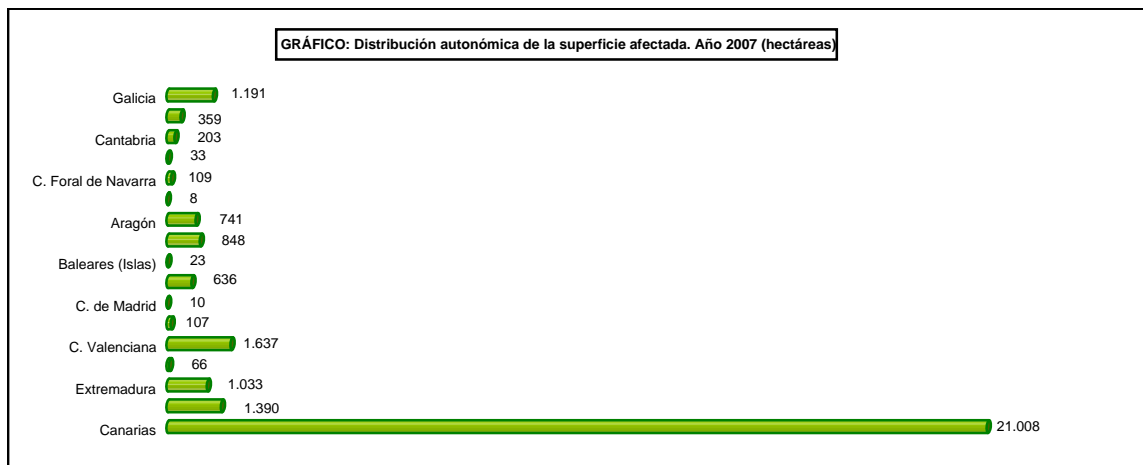 GRÁFICO: Distribución autonómica de la superficie afectada. Año 2007 (hectáreas)
Galicia 1.191
359
Cantabria 203
33
C. Foral de Navarra 109
8
Aragón 741
848
Baleares (Islas) 23
636
C. de Madrid 10
107
C. Valenciana 1.637
66
Extremadura 1.033
1.390
Canarias 21.008